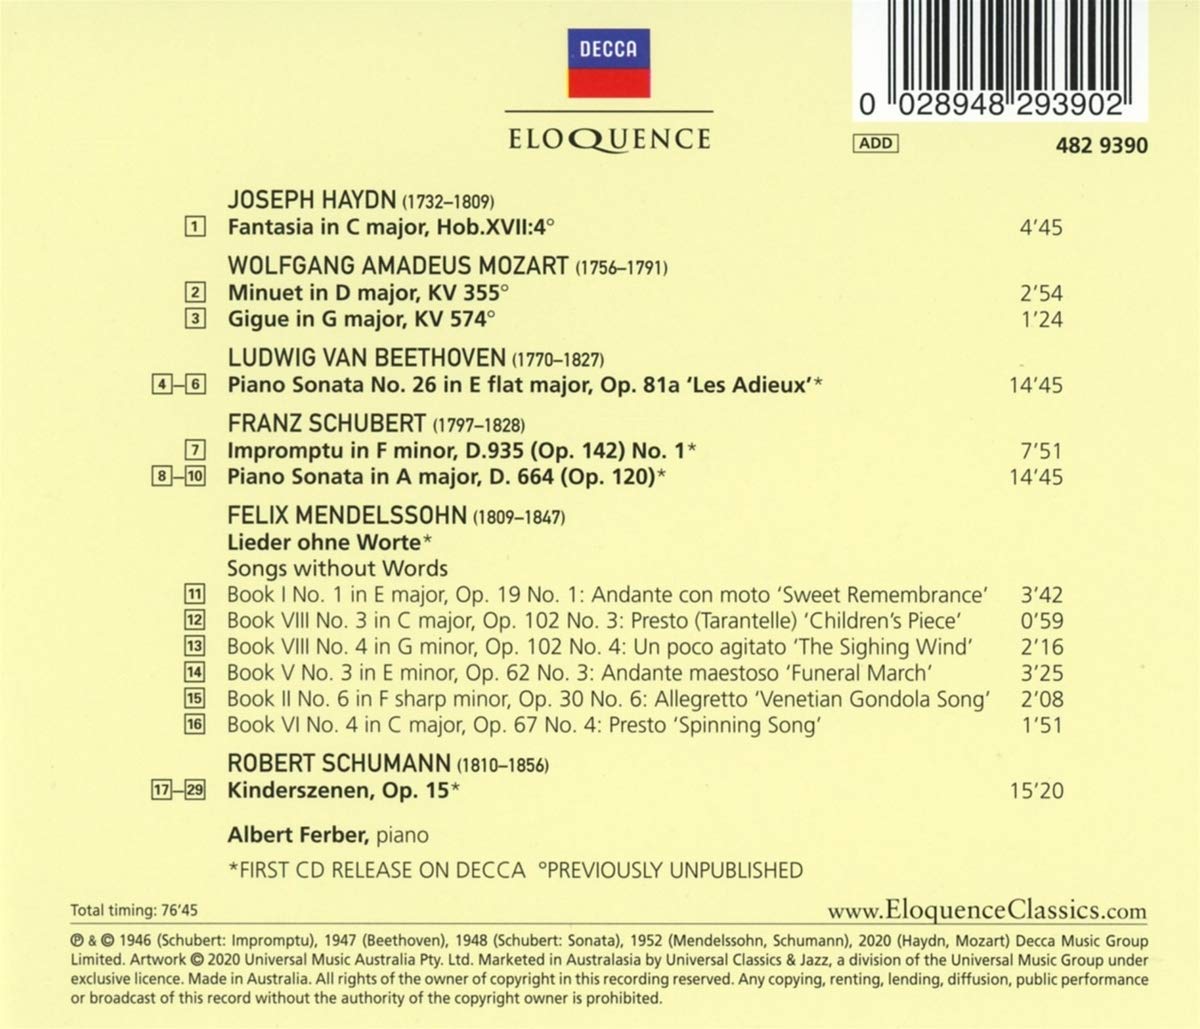 DECCA
ELOQUENCE
0 028948 293902
ADD
482 9390
JOSEPH HAYDN (1732–1809)
1 Fantasia in C major, Hob.XVII:4° 4’45
WOLFGANG AMADEUS MOZART (1756–1791)
2 Minuet in D major, KV 355° 2’54
3 Gigue in G major, KV 574° 1’24
LUDWIG VAN BEETHOVEN (1770–1827)
4–6 Piano Sonata No. 26 in E flat major, Op. 81a ‘Les Adieux’* 14’45
FRANZ SCHUBERT (1797–1828)
7 Impromptu in F minor, D.935 (Op. 142) No. 1* 7’51
8–10 Piano Sonata in A major, D. 664 (Op. 120)* 14’45
FELIX MENDELSSOHN (1809–1847)
Lieder ohne Worte*
Songs without Words
11 Book I No. 1 in E major, Op. 19 No. 1: Andante con moto ‘Sweet Remembrance’ 3’42
12 Book VIII No. 3 in C major, Op. 102 No. 3: Presto (Tarantelle) ‘Children’s Piece’ 0’59
13 Book VIII No. 4 in G minor, Op. 102 No. 4: Un poco agitato ‘The Sighing Wind’ 2’16
14 Book V No. 3 in E minor, Op. 62 No. 3: Andante maestoso ‘Funeral March’ 3’25
15 Book II No. 6 in F sharp minor, Op. 30 No. 6: Allegretto ‘Venetian Gondola Song’ 2’08
16 Book VI No. 4 in C major, Op. 67 No. 4: Presto ‘Spinning Song’ 1’51
ROBERT SCHUMANN (1810–1856)
17–29 Kinderszenen, Op. 15* 15’20
Albert Ferber, piano
*FIRST CD RELEASE ON DECCA °PREVIOUSLY UNPUBLISHED
Total timing: 76’45
www.EloquenceClassics.com
℗ & © 1946 (Schubert: Impromptu), 1947 (Beethoven), 1948 (Schubert: Sonata), 1952 (Mendelssohn, Schumann), 2020 (Haydn, Mozart) Decca Music Group
Limited. Artwork © 2020 Universal Music Australia Pty. Ltd. Marketed in Australasia by Universal Classics & Jazz, a division of the Universal Music Group under
exclusive licence. Made in Australia. All rights of the owner of copyright in this recording reserved. Any copying, renting, lending, diffusion, public performance
or broadcast of this record without the authority of the copyright owner is prohibited.